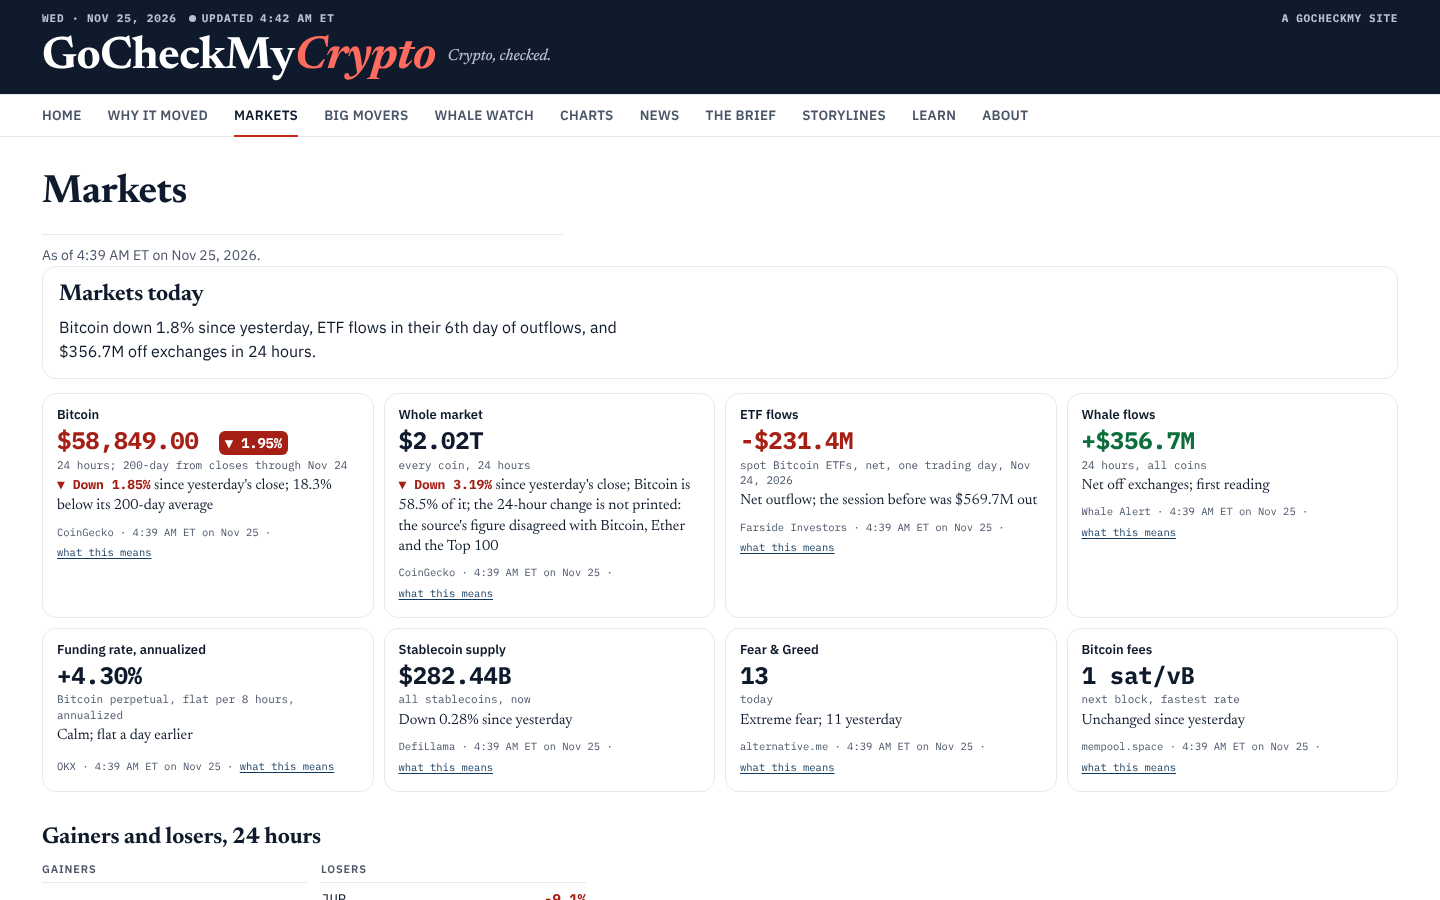 WED · NOV 25, 2026 ● UPDATED 4:42 AM ET
A GOCHECKMY SITE
GoCheckMyCrypto Crypto, checked.
HOME WHY IT MOVED MARKETS BIG MOVERS WHALE WATCH CHARTS NEWS THE BRIEF STORYLINES LEARN ABOUT
Markets
As of 4:39 AM ET on Nov 25, 2026.
Markets today
Bitcoin down 1.8% since yesterday, ETF flows in their 6th day of outflows, and
$356.7M off exchanges in 24 hours.
Bitcoin
$58,849.00 ▼ 1.95%
24 hours; 200-day from closes through Nov 24
▼ Down 1.85% since yesterday's close; 18.3%
below its 200-day average
CoinGecko · 4:39 AM ET on Nov 25 ·
what this means
Whole market
$2.02T
every coin, 24 hours
▼ Down 3.19% since yesterday's close; Bitcoin is
58.5% of it; the 24-hour change is not printed:
the source's figure disagreed with Bitcoin, Ether
and the Top 100
CoinGecko · 4:39 AM ET on Nov 25 ·
what this means
ETF flows
-$231.4M
spot Bitcoin ETFs, net, one trading day, Nov
24, 2026
Net outflow; the session before was $569.7M out
Farside Investors · 4:39 AM ET on Nov 25 ·
what this means
Whale flows
+$356.7M
24 hours, all coins
Net off exchanges; first reading
Whale Alert · 4:39 AM ET on Nov 25 ·
what this means
Funding rate, annualized
+4.30%
Bitcoin perpetual, flat per 8 hours,
annualized
Calm; flat a day earlier
OKX · 4:39 AM ET on Nov 25 · what this means
Stablecoin supply
$282.44B
all stablecoins, now
Down 0.28% since yesterday
DefiLlama · 4:39 AM ET on Nov 25 ·
what this means
Fear & Greed
13
today
Extreme fear; 11 yesterday
alternative.me · 4:39 AM ET on Nov 25 ·
what this means
Bitcoin fees
1 sat/vB
next block, fastest rate
Unchanged since yesterday
mempool.space · 4:39 AM ET on Nov 25 ·
what this means
Gainers and losers, 24 hours
GAINERS
LOSERS
JUP -9.1%